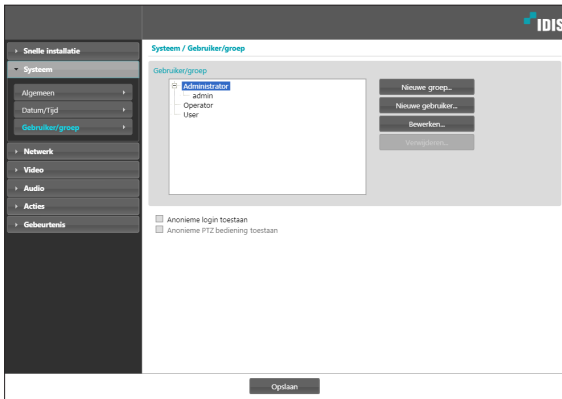 IDIS
Snelle installatie
Systeem
Algemeen
Datum/Tijd
Gebruiker/groep
Netwerk
Video
Audio
Acties
Gebeurtenis
Systeem / Gebruiker/groep
Gebruiker/groep
Administrator
admin
Operator
User
Nieuwe groep...
Nieuwe gebruiker...
Bewerken...
Verwijderen...
Anonieme login toestaan
Anonieme PTZ bediening toestaan
Opslaan